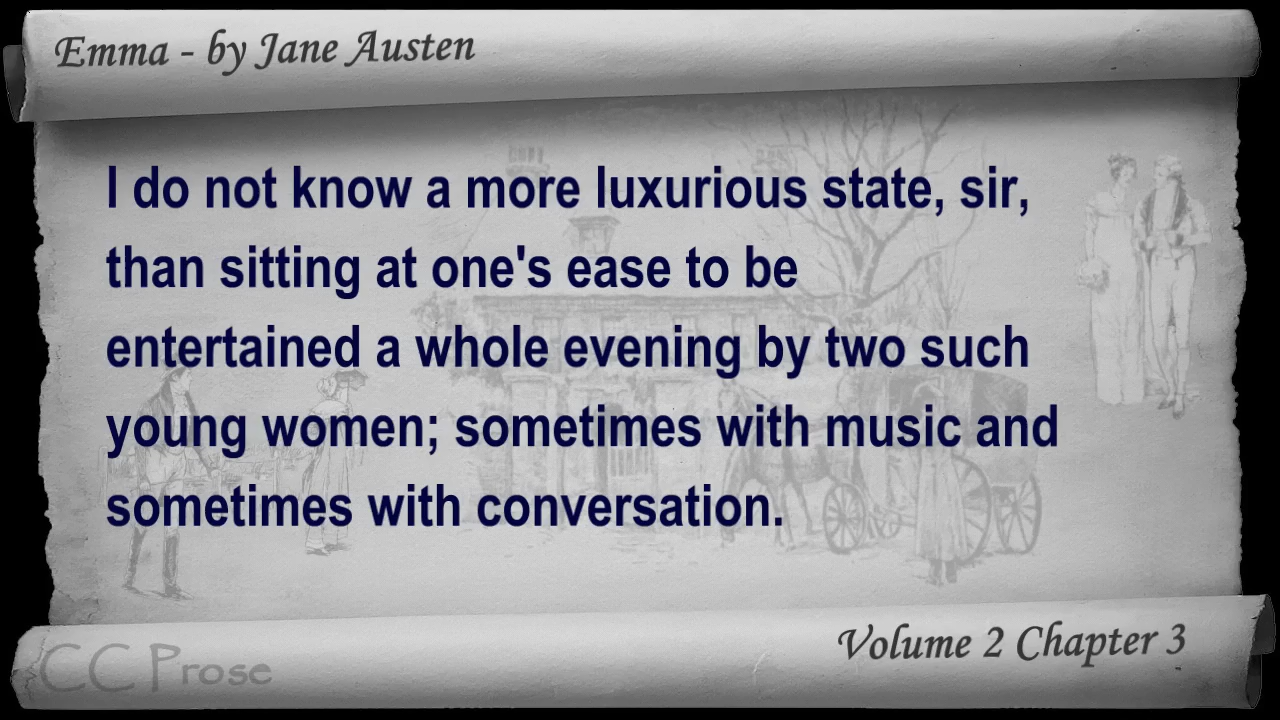 Emma - by Jane Austen
I do not know a more luxurious state, sir,
than sitting at one's ease to be
entertained a whole evening by two such
young women; sometimes with music and
sometimes with conversation.
Volume 2 Chapter 3
CC Prose